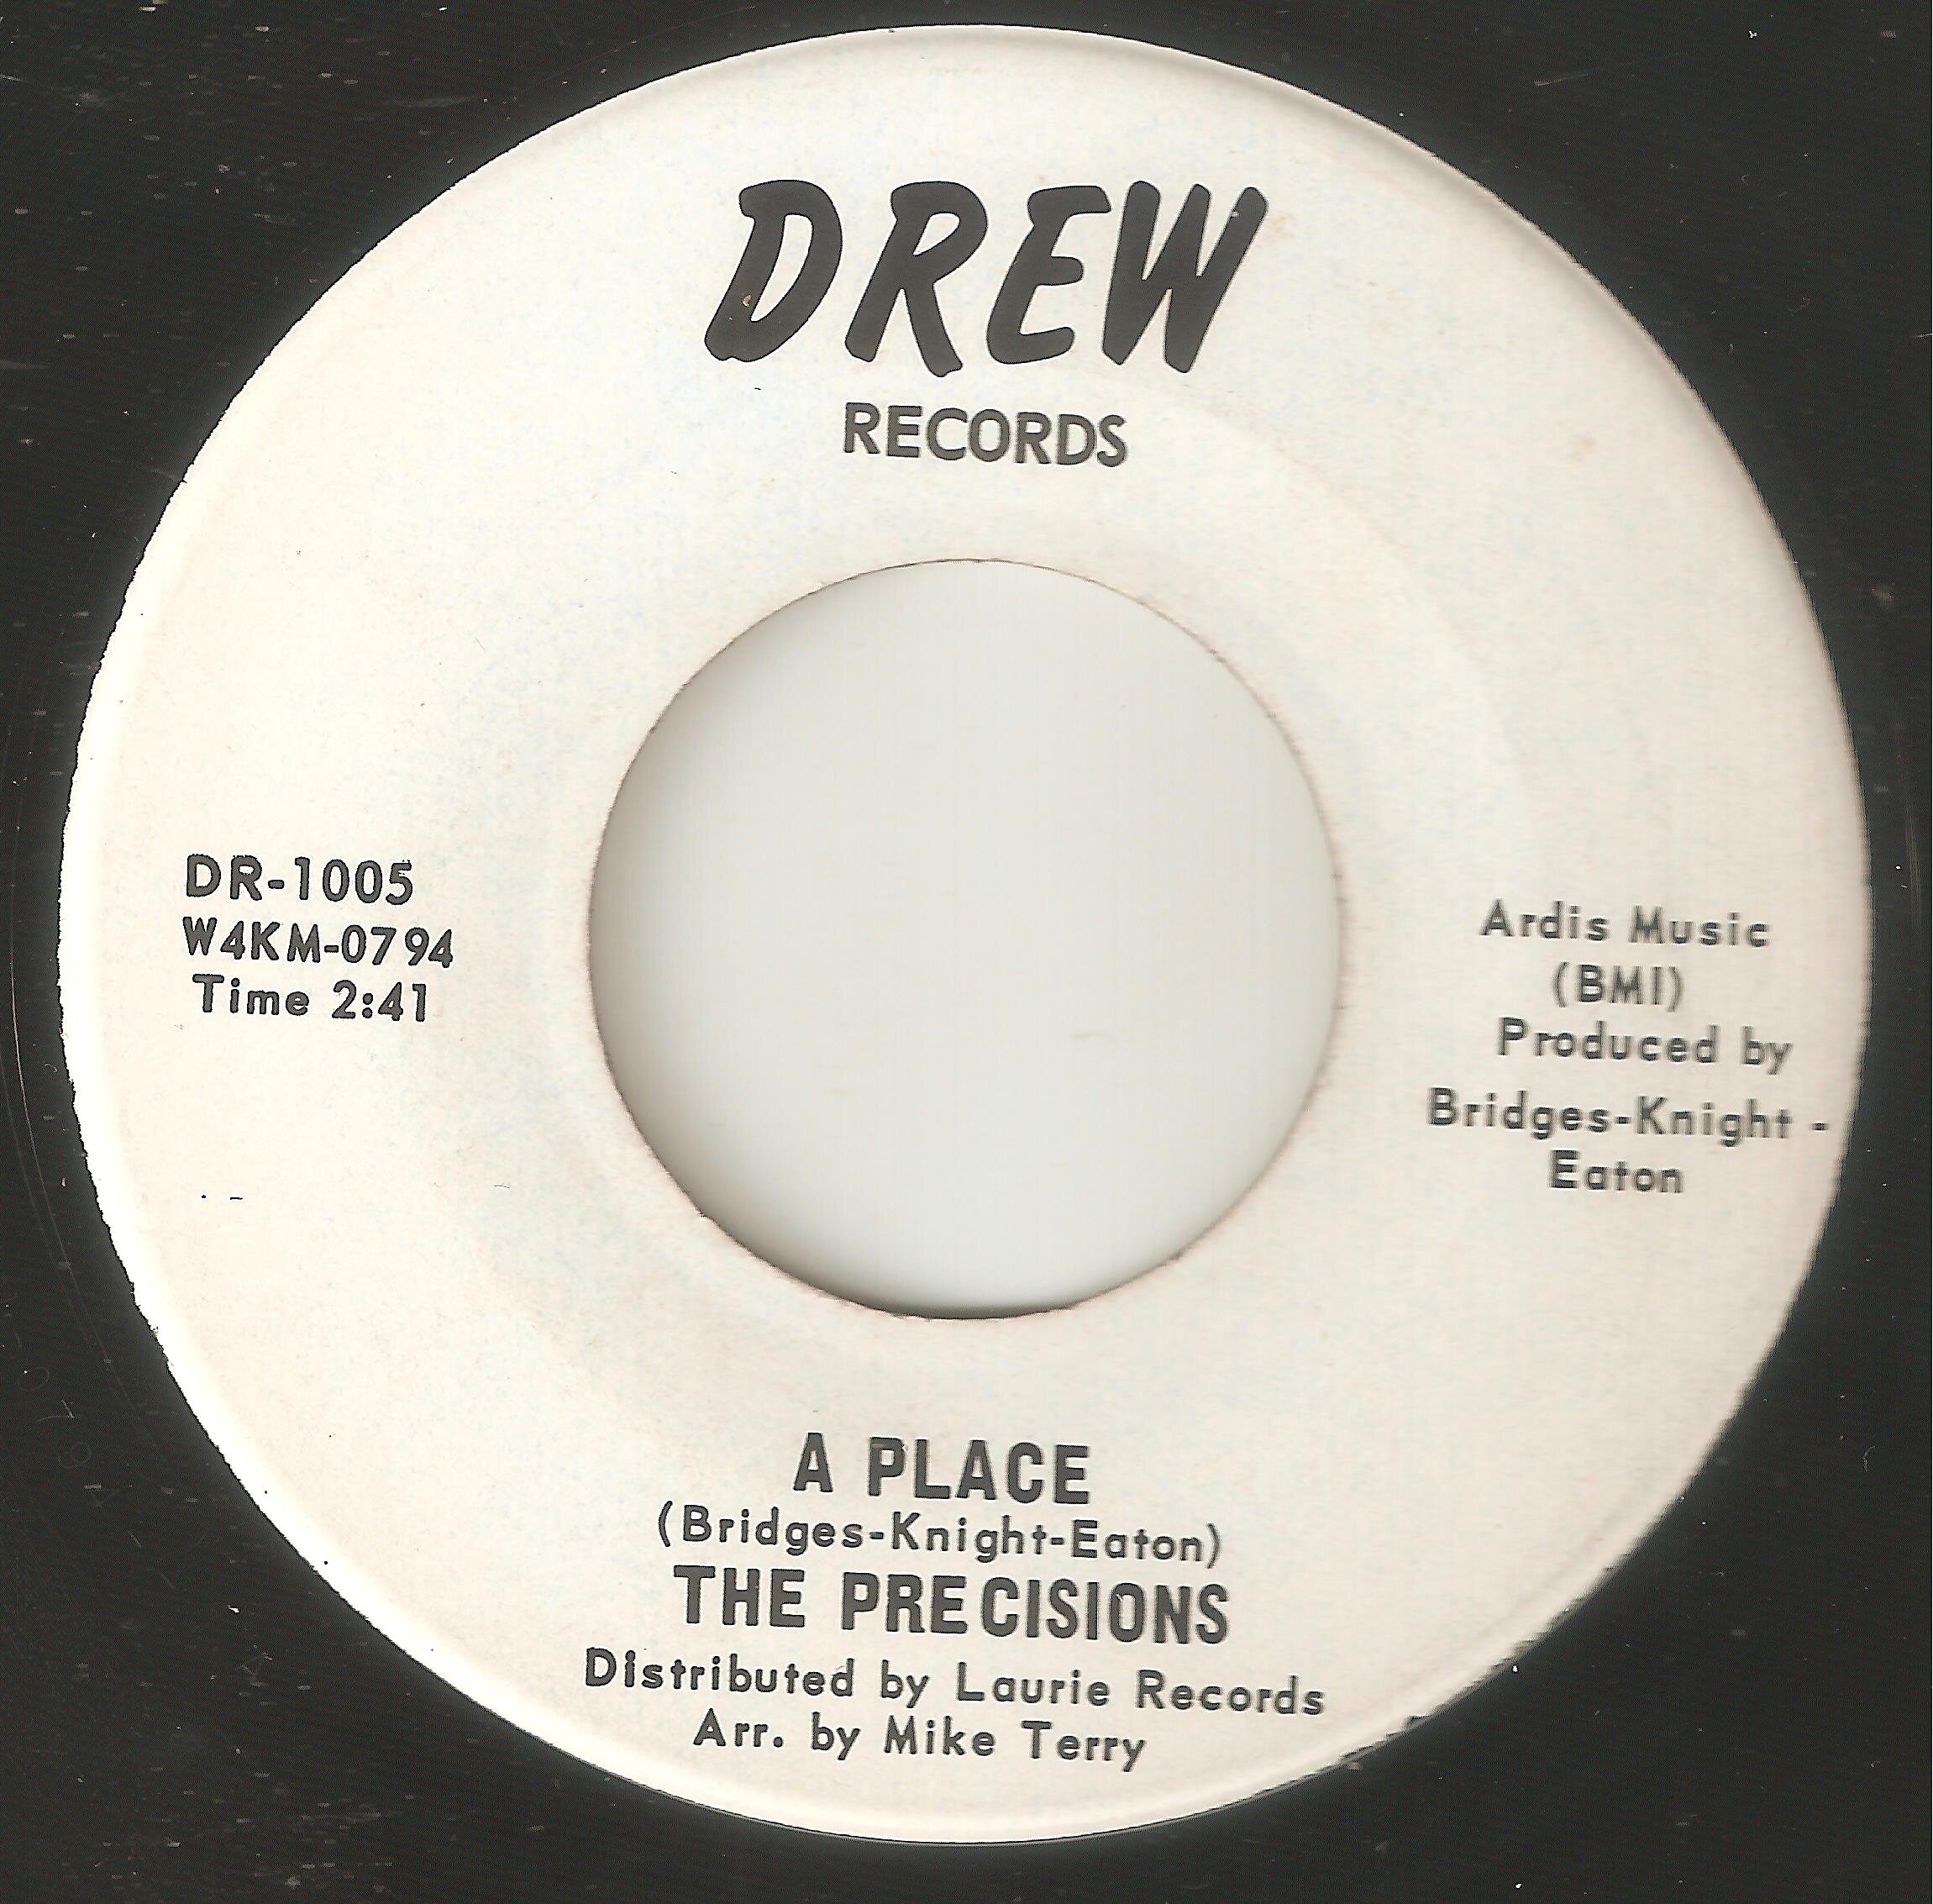 DREW
RECORDS
DR-1005
W4KM-0794
Time 2:41
Ardis Music
(BMI)
Produced by
Bridges-Knight -
Eaton
A PLACE
(Bridges-Knight-Eaton)
THE PRECISIONS
Distributed by Laurie Records
Arr. by Mike Terry